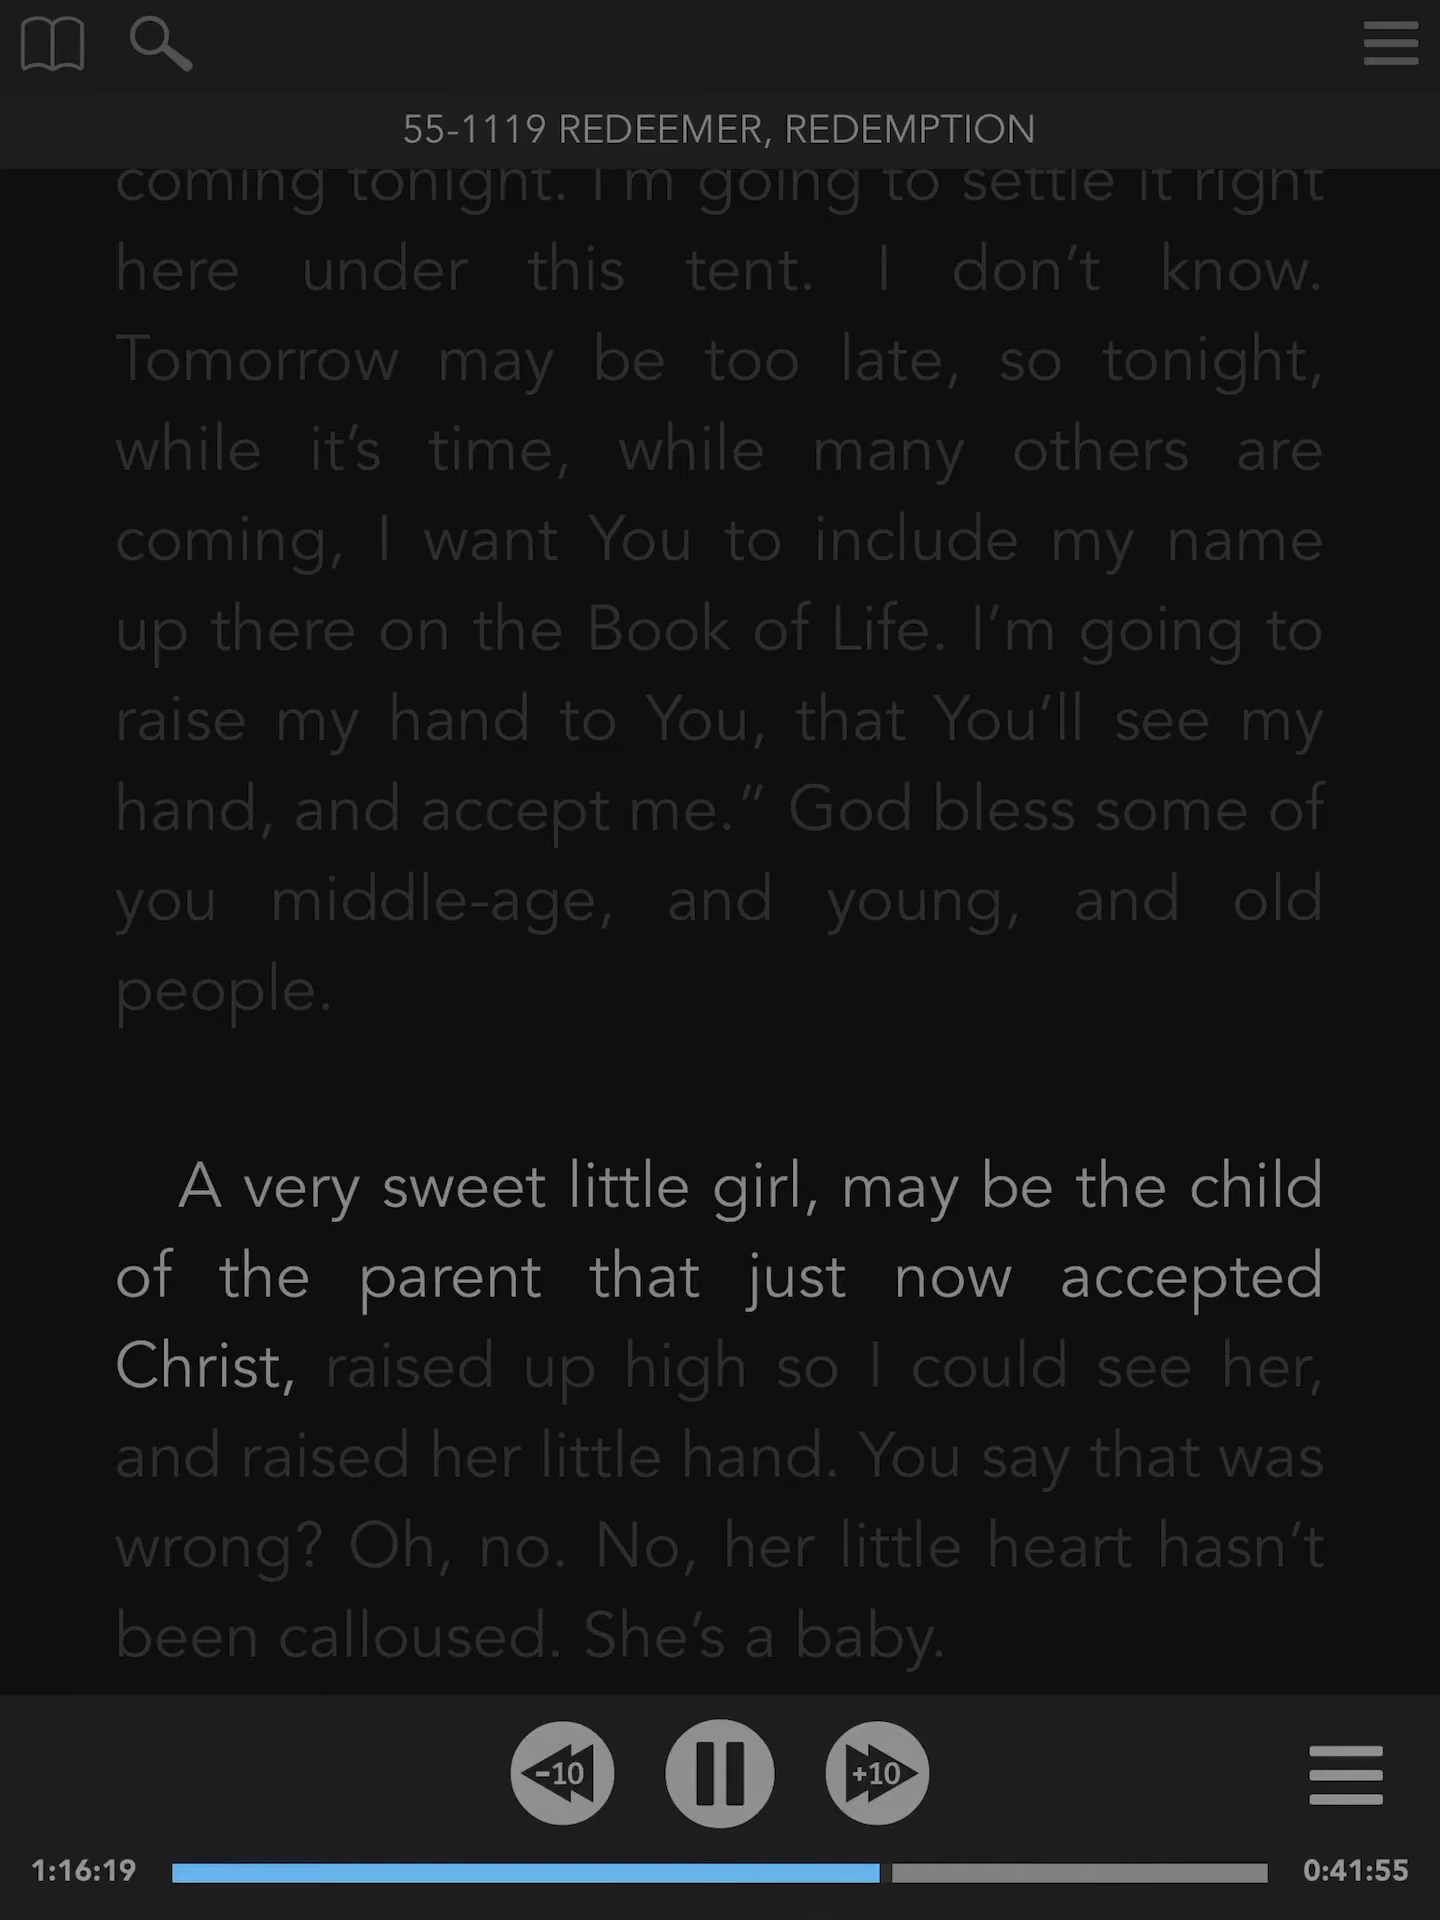 55-1119 REDEEMER, REDEMPTION
coming tonight. I'm going to settle it right
here under this tent. I don't know.
Tomorrow may be too late, so tonight,
while it's time, while many others are
coming, I want You to include my name
up there on the Book of Life. I'm going to
raise my hand to You, that You'll see my
hand, and accept me.” God bless some of
you middle-age, and young, and old
people.
A very sweet little girl, may be the child
of the parent that just now accepted
Christ, raised up high so I could see her,
and raised her little hand. You say that was
wrong? Oh, no. No, her little heart hasn't
been calloused. She's a baby.
-10 +10
1:16:19 0:41:55